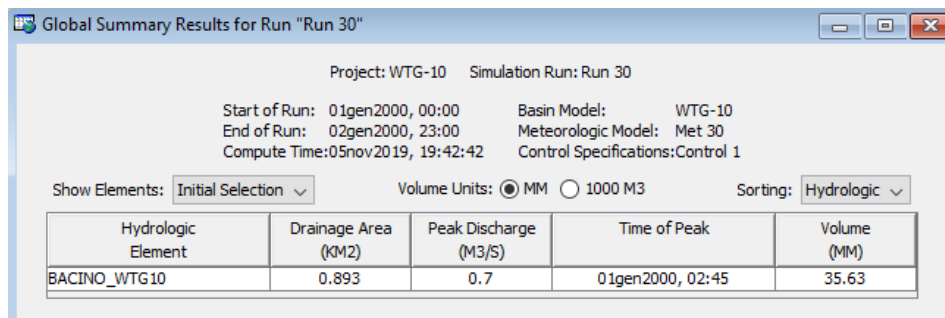 Global Summary Results for Run "Run 30"
Project: WTG-10 Simulation Run: Run 30
Start of Run: 01gen2000, 00:00 Basin Model: WTG-10
End of Run: 02gen2000, 23:00 Meteorologic Model: Met 30
Compute Time:05nov2019, 19:42:42 Control Specifications:Control 1
Show Elements: Initial Selection Volume Units: MM 1000 M3 Sorting: Hydrologic
Hydrologic Drainage Area Peak Discharge Time of Peak Volume
Element (KM2) (M3/S) (MM)
BACINO_WTG10 0.893 0.7 01gen2000, 02:45 35.63